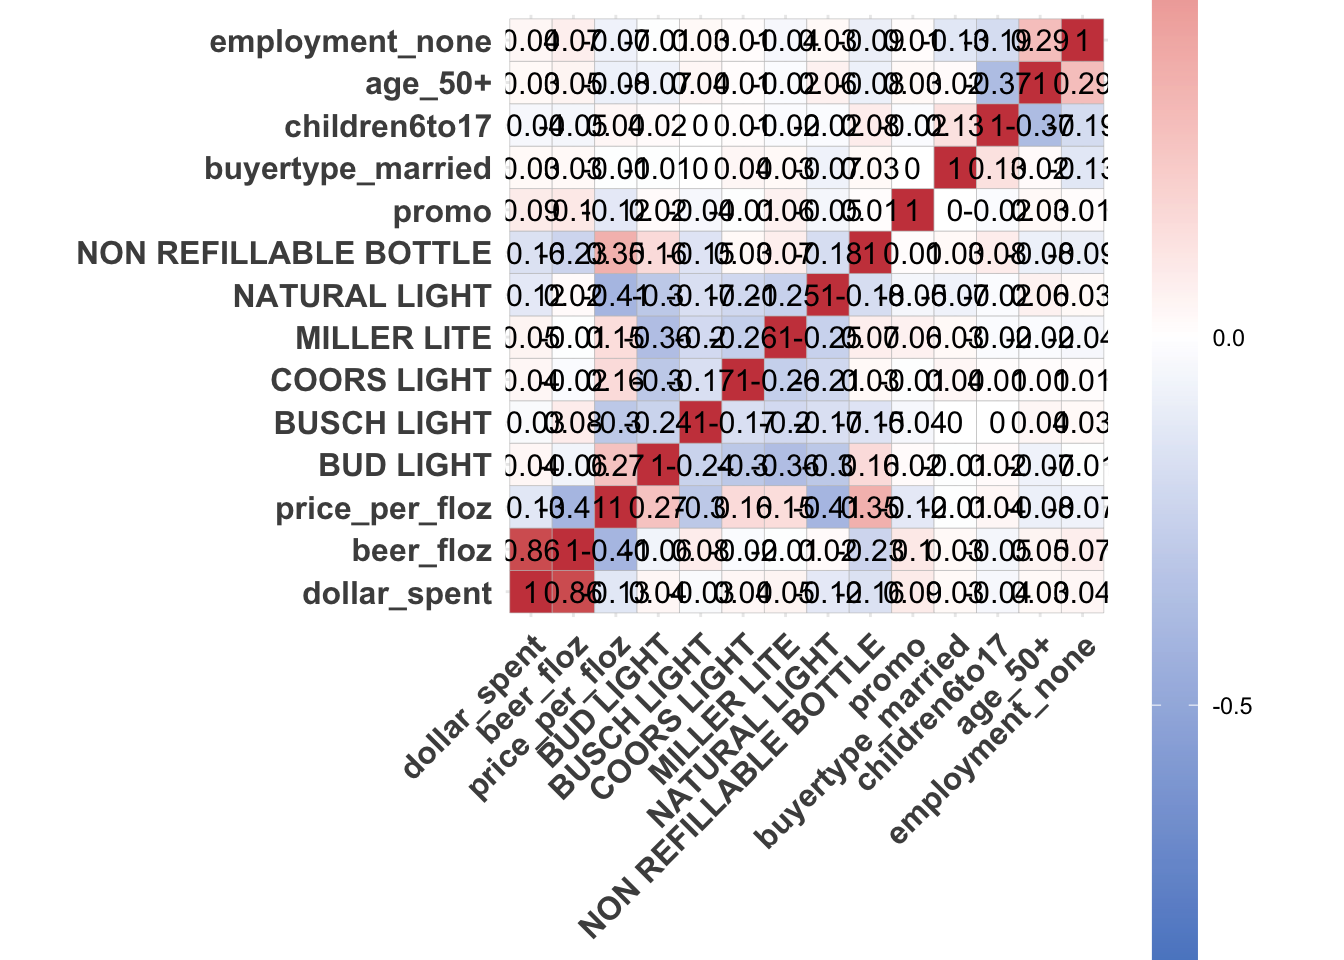 employment_none 0.04 0.07 -0.07 -0.01 0.03 0.01 -0.04 0.03 -0.09 0.01 -0.13 -0.19 0.29 1
age_50+ 0.03 0.05 -0.08 -0.07 0.04 0.01 -0.02 0.06 -0.08 0.03 0.02 -0.37 1 0.29
children6to17 -0.04 -0.05 0.04 0.02 0 0.01 -0.02 -0.02 0.08 -0.02 0.13 1 -0.37 -0.19
buyertype_married 0.03 0.03 -0.01 -0.01 0 0.04 0.03 -0.07 0.03 0 1 0.13 0.02 -0.13
promo 0.09 0.1 -0.12 0.02 -0.04 -0.01 0.06 -0.05 0.01 1 0 -0.02 0.03 0.01
NON REFILLABLE BOTTLE -0.16 -0.23 0.35 0.16 -0.15 0.03 0.07 -0.18 1 0.01 0.03 0.08 -0.08 -0.09
NATURAL LIGHT -0.12 0.02 -0.41 -0.3 -0.17 -0.21 -0.25 1 -0.18 -0.05 -0.07 -0.02 0.06 0.03
MILLER LITE 0.05 -0.01 0.15 -0.36 -0.2 -0.26 1 -0.25 0.07 0.06 0.03 -0.02 -0.02 -0.04
COORS LIGHT 0.04 -0.02 0.16 -0.3 -0.17 1 -0.26 -0.21 0.03 -0.01 0.04 0.01 0.01 0.01
BUSCH LIGHT -0.03 0.08 -0.3 -0.24 1 -0.17 -0.2 -0.17 -0.15 -0.04 0 0 0.04 0.03
BUD LIGHT 0.04 -0.06 0.27 1 -0.24 -0.3 -0.36 -0.3 0.16 0.02 -0.01 0.02 -0.07 -0.01
price_per_floz -0.13 -0.41 1 0.27 -0.3 0.16 0.15 -0.41 0.35 -0.12 -0.01 0.04 -0.08 -0.07
beer_floz 0.86 1 -0.41 -0.06 0.08 -0.02 -0.01 0.02 -0.23 0.1 0.03 -0.05 0.05 0.07
dollar_spent 1 0.86 -0.13 0.04 -0.03 0.04 0.05 -0.12 -0.16 0.09 0.03 -0.04 0.03 0.04
dollar_spent
beer_floz
price_per_floz
BUD LIGHT
BUSCH LIGHT
COORS LIGHT
MILLER LITE
NATURAL LIGHT
NON REFILLABLE BOTTLE
promo
buyertype_married
children6to17
age_50+
employment_none
0.0
-0.5